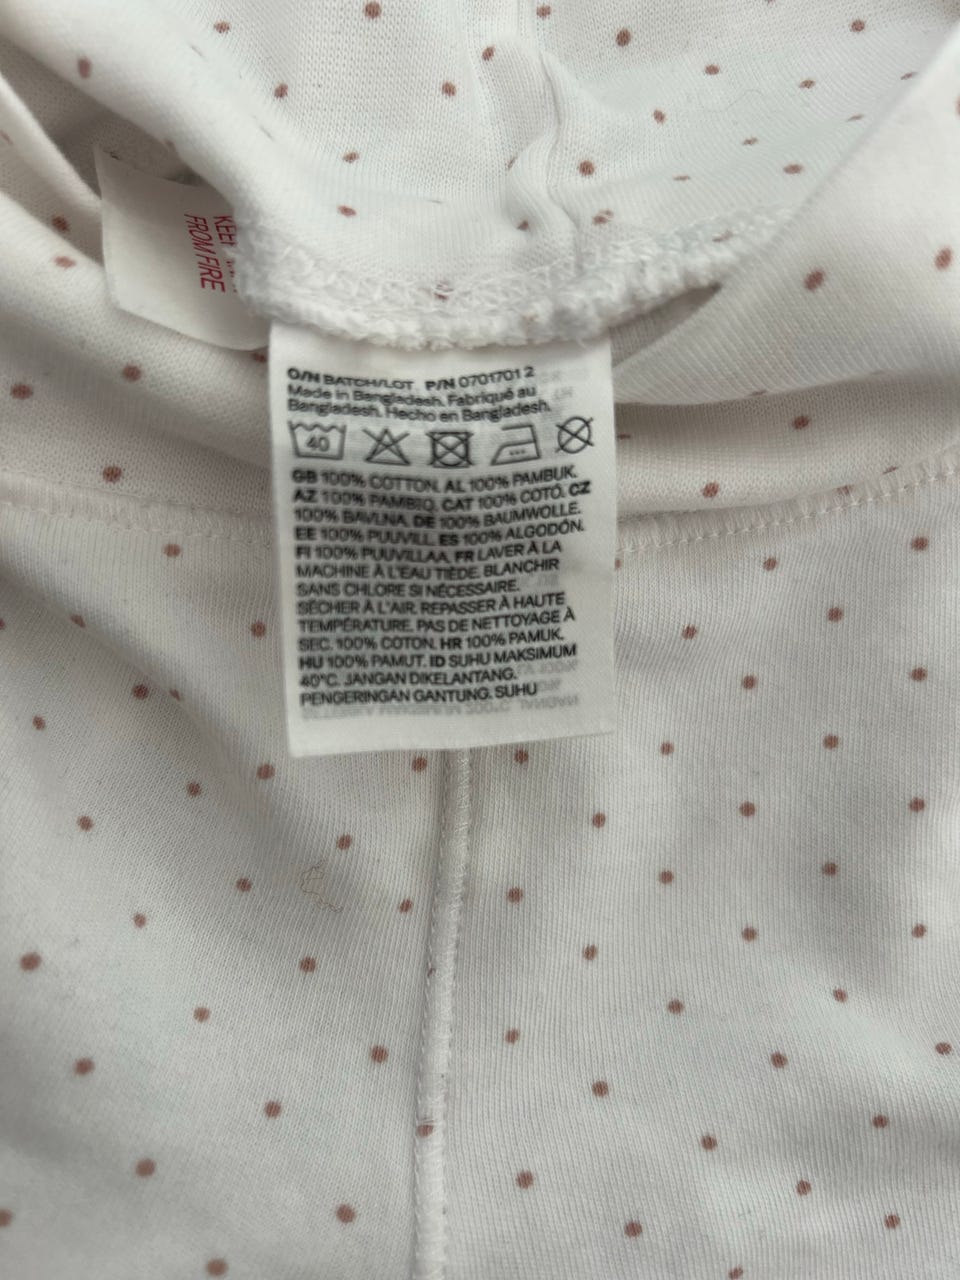 KEE
FROM FIRE
O/N BATCH/LOT P/N 0701701 2
Made in Bangladesh. Fabriqué au
Bangladesh. Hecho en Bangladesh.
40
GB 100% COTTON. AL 100% PAMBUK.
AZ 100% PAMBIQ. CAT 100% COTÓ. CZ
100% BAVLNA. DE 100% BAUMWOLLE.
EE 100% PUUVILL. ES 100% ALGODÓN.
FI 100% PUUVILLAA. FR LAVER À LA
MACHINE À L'EAU TIÈDE. BLANCHIR
SANS CHLORE SI NÉCESSAIRE.
SÉCHER À L'AIR. REPASSER À HAUTE
TEMPÉRATURE. PAS DE NETTOYAGE À
SEC. 100% COTON. HR 100% PAMUK.
HU 100% PAMUT. ID SUHU MAKSIMUM
40°C. JANGAN DIKELANTANG.
PENGERINGAN GANTUNG. SUHU